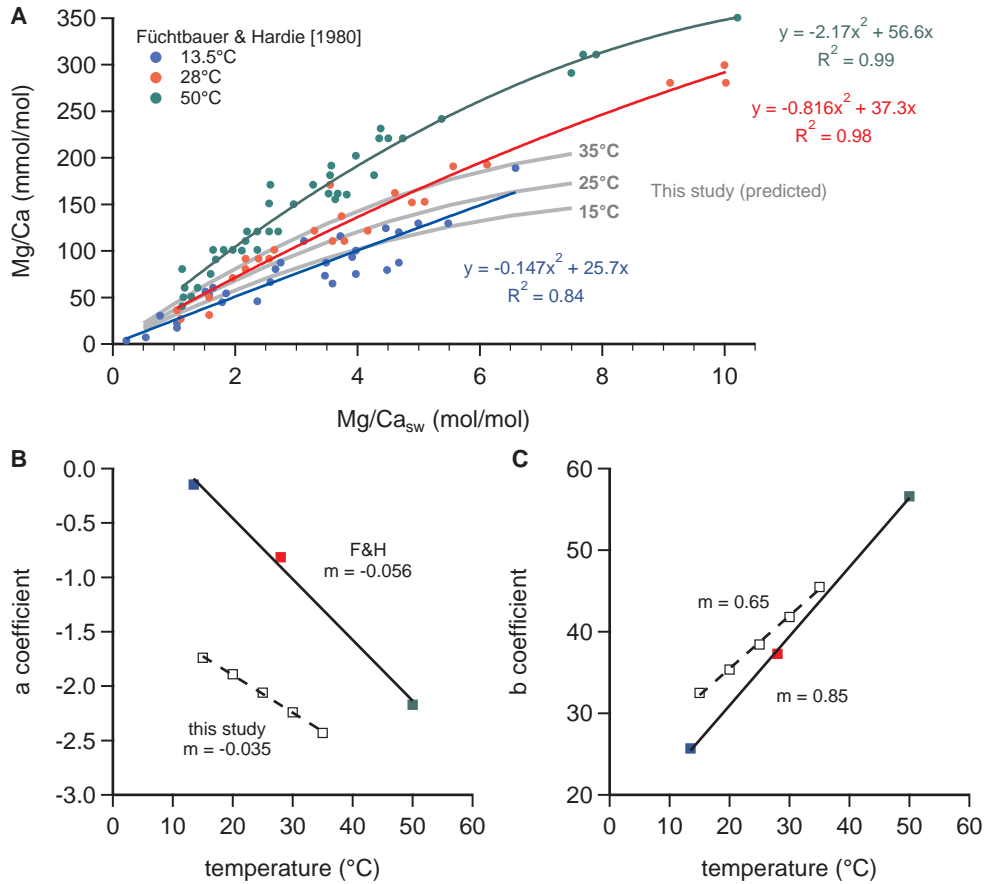 A
Füchtbauer & Hardie [1980]
13.5°C
28°C
50°C
y = -2.17x² + 56.6x
R² = 0.99
y = -0.816x² + 37.3x
R² = 0.98
35°C
25°C
15°C
This study (predicted)
y = -0.147x² + 25.7x
R² = 0.84
Mg/Ca (mmol/mol)
350
300
250
200
150
100
50
0
0 2 4 6 8 10
Mg/Ca_sw (mol/mol)
B
a coefficient
0.0
-0.5
-1.0
-1.5
-2.0
-2.5
-3.0
F&H
m = -0.056
this study
m = -0.035
0 10 20 30 40 50 60
temperature (°C)
C
b coefficient
60
50
40
30
20
m = 0.65
m = 0.85
0 10 20 30 40 50 60
temperature (°C)